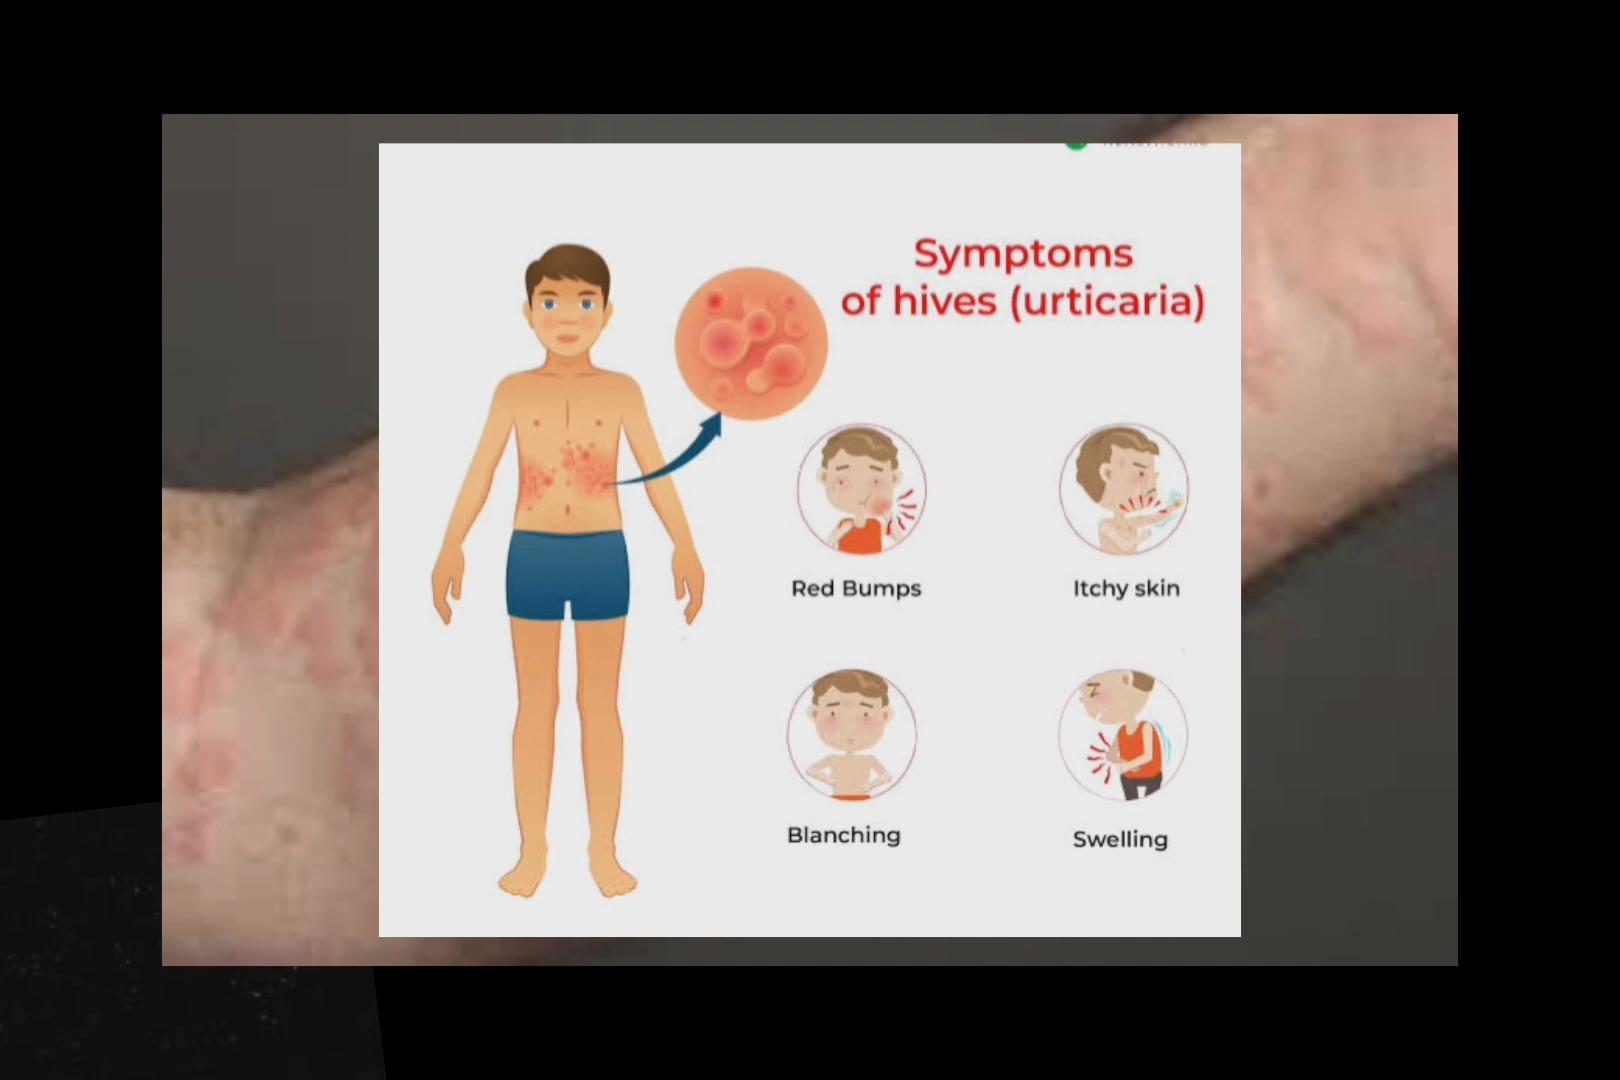 Symptoms
of hives (urticaria)
Red Bumps
Itchy skin
Blanching
Swelling